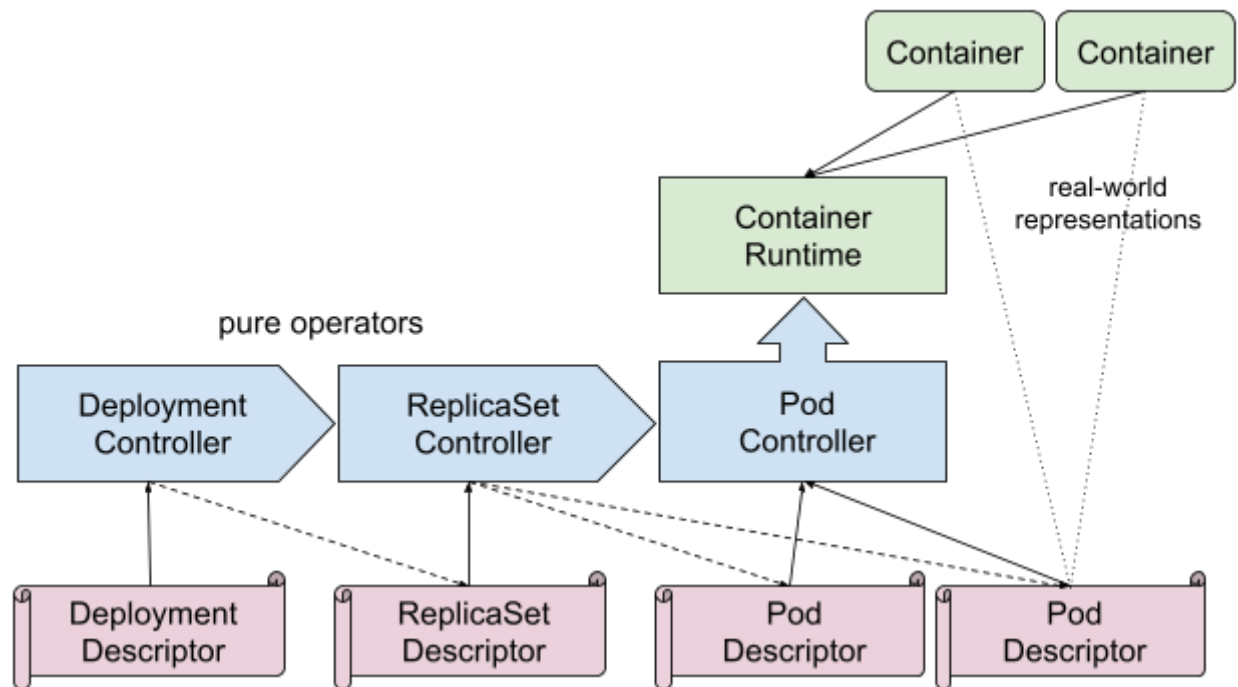 Container
Container
real-world
representations
Container
Runtime
pure operators
Deployment
Controller
ReplicaSet
Controller
Pod
Controller
Deployment
Descriptor
ReplicaSet
Descriptor
Pod
Descriptor
Pod
Descriptor